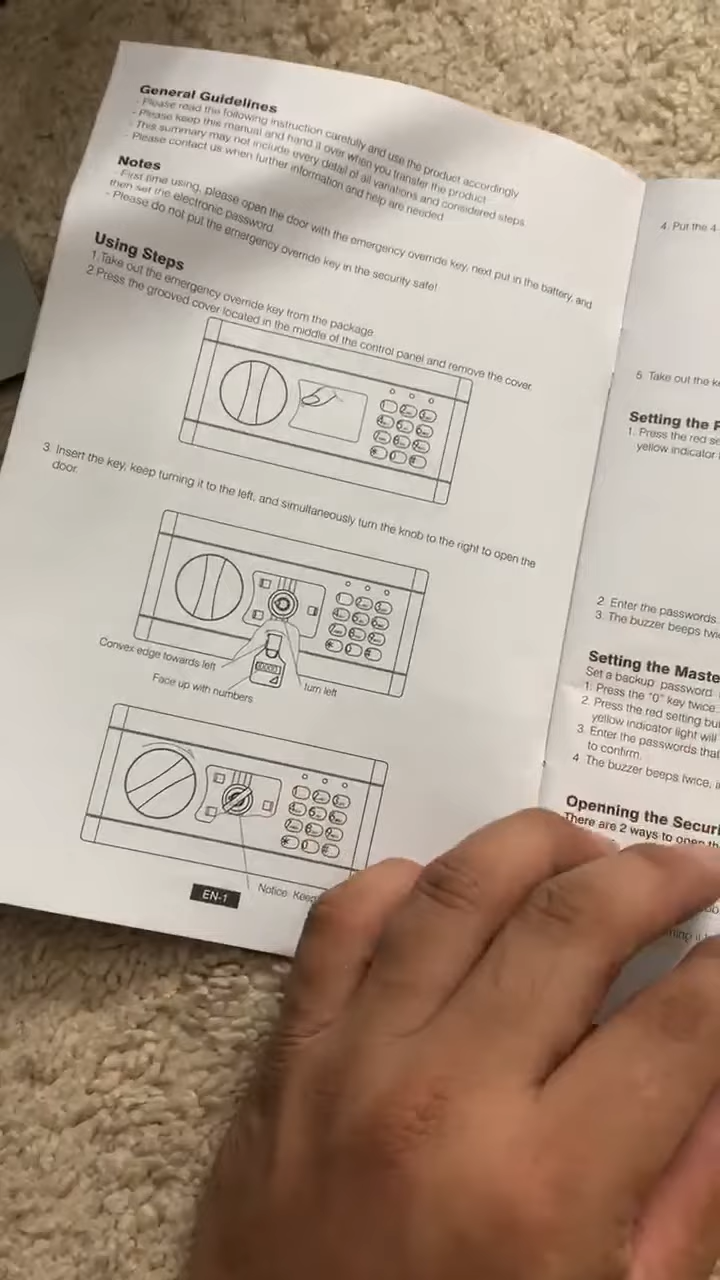 General Guidelines
- Please read the following instruction carefully and use the product accordingly
- Please keep this manual and hand it over when you transfer the product
- This summary may not include every detail of all variations and considered steps
- Please contact us when further information and help are needed
Notes
- First time using, please open the door with the emergency override key, next put in the battery, and
then set the electronic password
- Please do not put the emergency override key in the security safe!
Using Steps
1.Take out the emergency override key from the package
2.Press the grooved cover located in the middle of the control panel and remove the cover
3. Insert the key, keep turning it to the left, and simultaneously turn the knob to the right to open the
door.
Convex edge towards left
Face up with numbers
turn left
Notice: Keep
EN-1
4. Put the 4
5. Take out the
Setting the
1. Press the red
yellow indicator
2. Enter the passwords
3. The buzzer beeps
Setting the
Set a backup password
1. Press the "0" key twice
2. Press the red setting
yellow indicator light will
3. Enter the passwords
to confirm.
4. The buzzer beeps twice,
Openning the
There are 2 ways to open